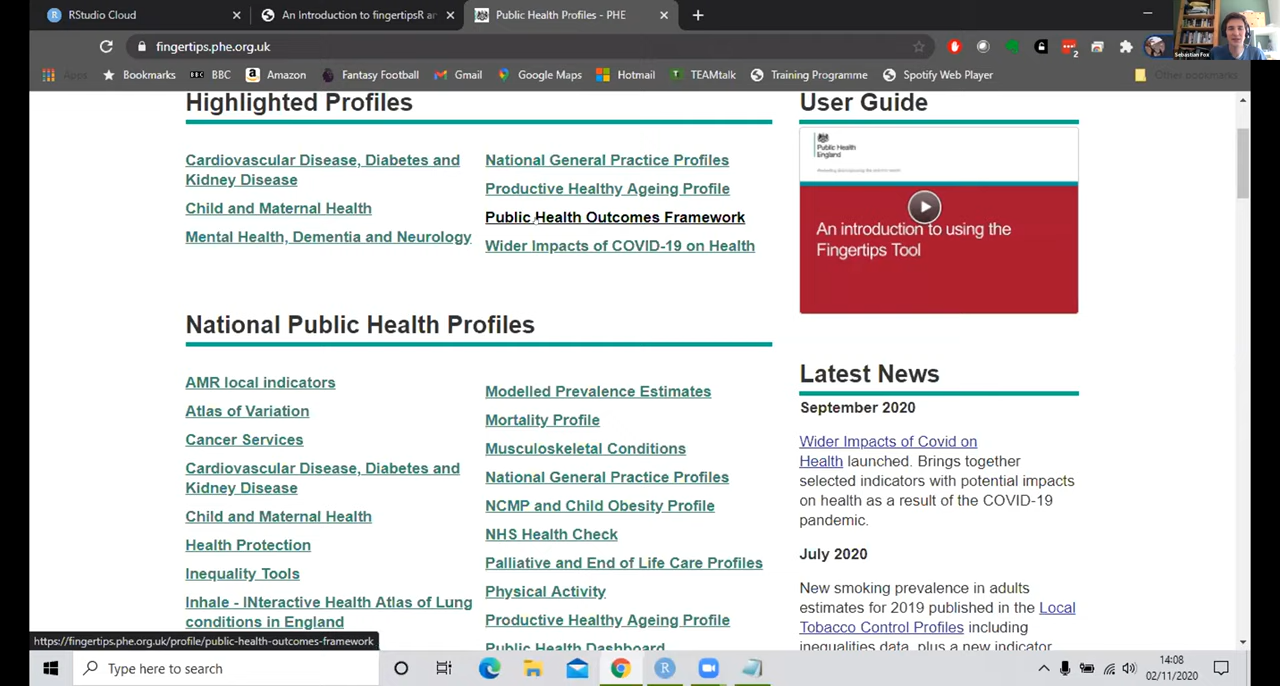 RStudio Cloud
An Introduction to fingertipsR an
Public Health Profiles - PHE
fingertips.phe.org.uk
Sebastian Fox
Apps
Bookmarks
BBC
BBC
Amazon
Fantasy Football
Gmail
Google Maps
Hotmail
TEAMtalk
Training Programme
Spotify Web Player
Other bookmarks
2
Highlighted Profiles
Cardiovascular Disease, Diabetes and
Kidney Disease
Child and Maternal Health
Mental Health, Dementia and Neurology
National General Practice Profiles
Productive Healthy Ageing Profile
Public Health Outcomes Framework
Wider Impacts of COVID-19 on Health
User Guide
Public Health
England
An introduction to using the
Fingertips Tool
National Public Health Profiles
AMR local indicators
Atlas of Variation
Cancer Services
Cardiovascular Disease, Diabetes and
Kidney Disease
Child and Maternal Health
Health Protection
Inequality Tools
Inhale - INteractive Health Atlas of Lung
conditions in England
Modelled Prevalence Estimates
Mortality Profile
Musculoskeletal Conditions
National General Practice Profiles
NCMP and Child Obesity Profile
NHS Health Check
Palliative and End of Life Care Profiles
Physical Activity
Productive Healthy Ageing Profile
Public Health Dashboard
Latest News
September 2020
Wider Impacts of Covid on
Health launched. Brings together
selected indicators with potential impacts
on health as a result of the COVID-19
pandemic.
July 2020
New smoking prevalence in adults
estimates for 2019 published in the Local
Tobacco Control Profiles including
inequalities data, plus a new indicator
https://fingertips.phe.org.uk/profile/public-health-outcomes-framework
Type here to search
14:08
02/11/2020